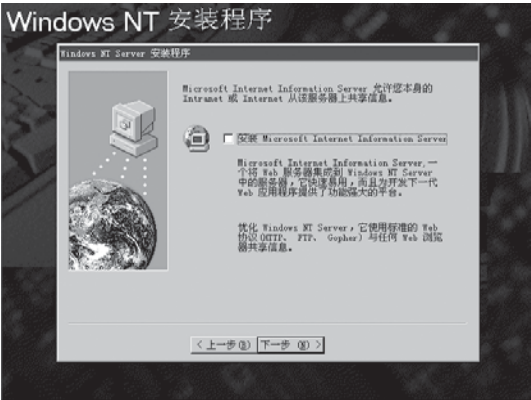 Windows NT 安装程序
Windows NT Server 安装程序
Microsoft Internet Information Server 允许您本身的
Intranet 或 Internet 从该服务器上共享信息。
安装 Microsoft Internet Information Server
Microsoft Internet Information Server,一
个将 Web 服务器集成到 Windows NT Server
中的服务器，它快速易用，而且为开发下一代
Web 应用程序提供了功能强大的平台。
优化 Windows NT Server，它使用标准的 Web
协议(HTTP、 FTP、 Gopher)与任何 Web 浏览
器共享信息。
<上一步(B) 下一步 (N) >